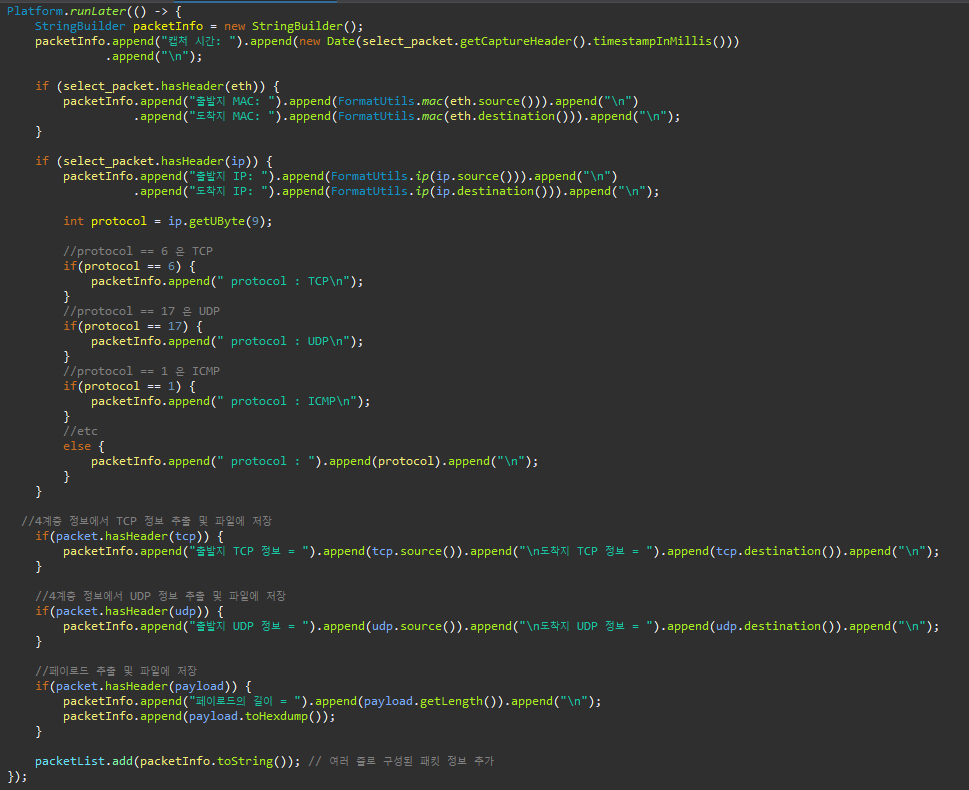 Platform.runLater(() -> {
StringBuilder packetInfo = new StringBuilder();
packetInfo.append("캡처 시간: ").append(new Date(select_packet.getCaptureHeader().timestampInMillis()))
.append("\n");
if (select_packet.hasHeader(eth)) {
packetInfo.append("출발지 MAC: ").append(FormatUtils.mac(eth.source())).append("\n")
.append("도착지 MAC: ").append(FormatUtils.mac(eth.destination())).append("\n");
}
if (select_packet.hasHeader(ip)) {
packetInfo.append("출발지 IP: ").append(FormatUtils.ip(ip.source())).append("\n")
.append("도착지 IP: ").append(FormatUtils.ip(ip.destination())).append("\n");
int protocol = ip.getUByte(9);
//protocol == 6 은 TCP
if(protocol == 6) {
packetInfo.append(" protocol : TCP\n");
}
//protocol == 17 은 UDP
if(protocol == 17) {
packetInfo.append(" protocol : UDP\n");
}
//protocol == 1 은 ICMP
if(protocol == 1) {
packetInfo.append(" protocol : ICMP\n");
}
//etc
else {
packetInfo.append(" protocol : ").append(protocol).append("\n");
}
}
//4계층 정보에서 TCP 정보 추출 및 파일에 저장
if(packet.hasHeader(tcp)) {
packetInfo.append("출발지 TCP 정보 = ").append(tcp.source()).append("\n도착지 TCP 정보 = ").append(tcp.destination()).append("\n");
}
//4계층 정보에서 UDP 정보 추출 및 파일에 저장
if(packet.hasHeader(udp)) {
packetInfo.append("출발지 UDP 정보 = ").append(udp.source()).append("\n도착지 UDP 정보 = ").append(udp.destination()).append("\n");
}
//페이로드 추출 및 파일에 저장
if(packet.hasHeader(payload)) {
packetInfo.append("페이로드의 길이 = ").append(payload.getLength()).append("\n");
packetInfo.append(payload.toHexdump());
}
packetList.add(packetInfo.toString()); // 여러 줄로 구성된 패킷 정보 추가
});